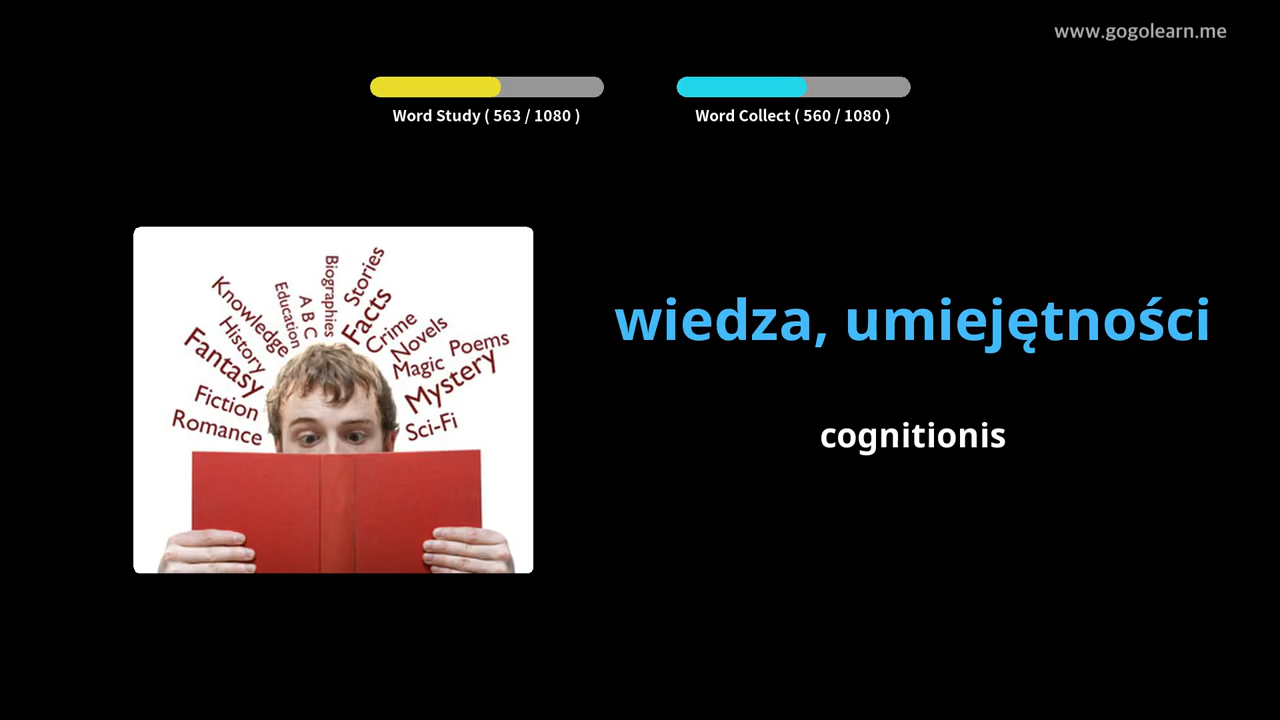 www.gogolearn.me
Word Study ( 563 / 1080 )
Word Collect ( 560 / 1080 )
Romance
Fiction
Fantasy
History
Knowledge
Education
A B C
Biographies
Stories
Facts
Crime
Novels
Magic
Poems
Mystery
Sci-Fi
wiedza, umiejętności
cognitionis